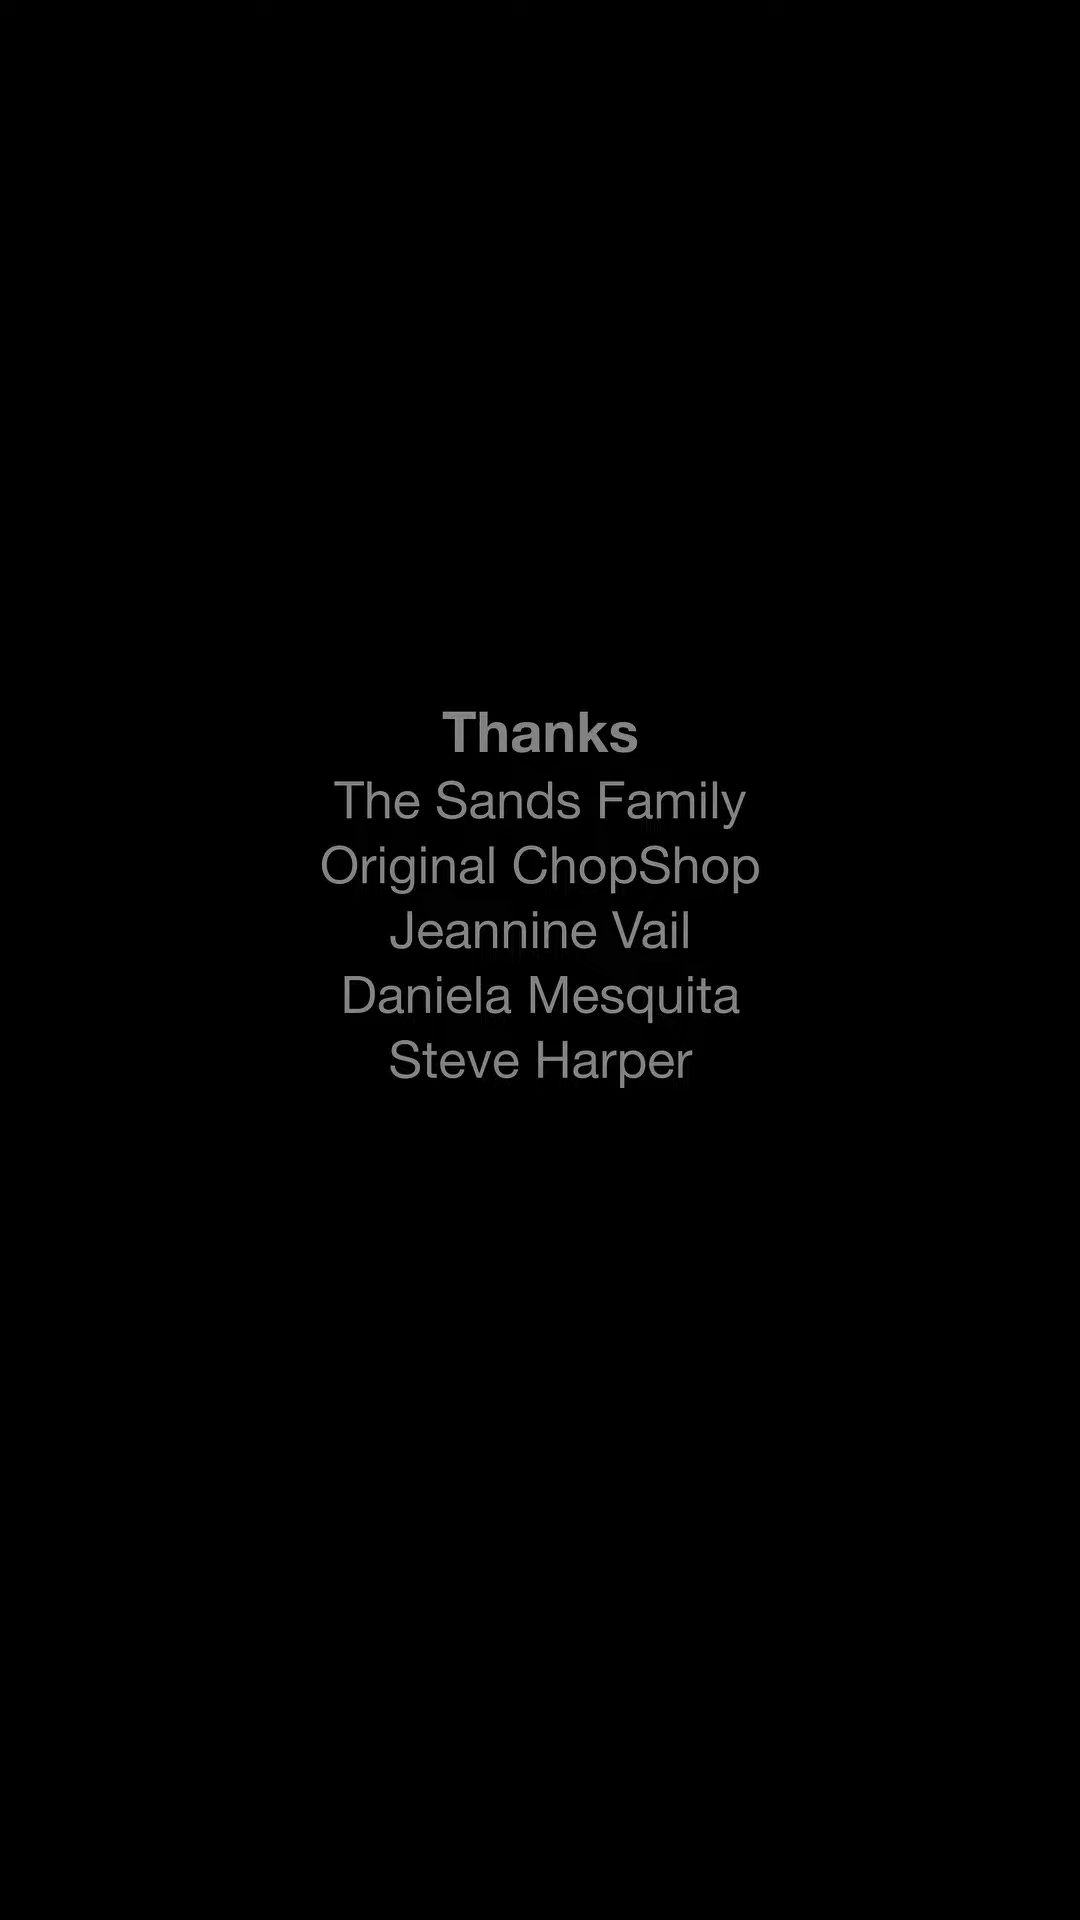 Thanks
The Sands Family
Original ChopShop
Jeannine Vail
Daniela Mesquita
Steve Harper